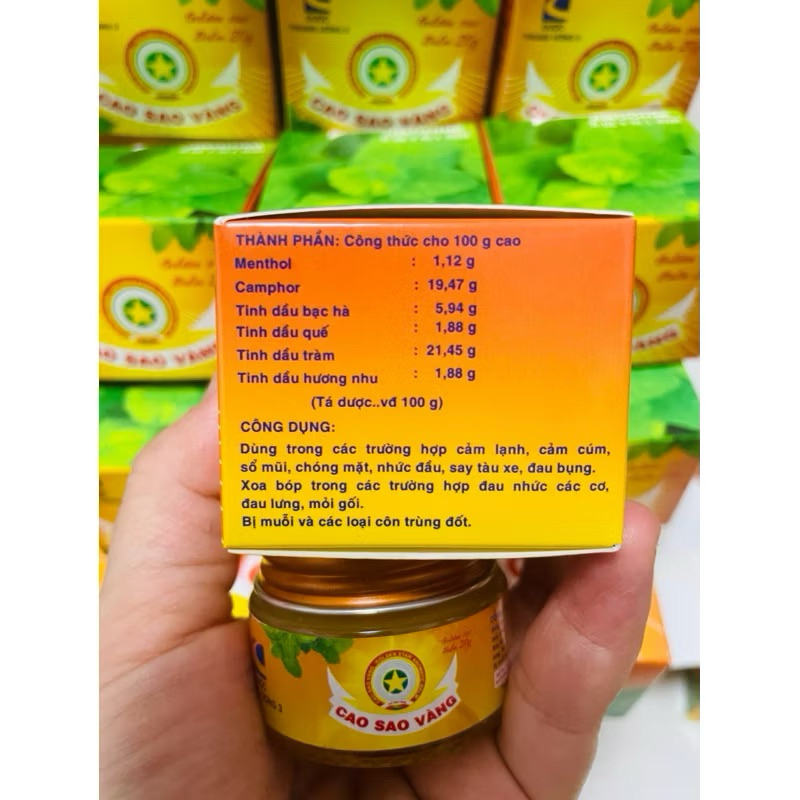 CAO SAO VÀNG
CAO SAO VÀNG
THÀNH PHẦN: Công thức cho 100 g cao
Menthol : 1,12 g
Camphor : 19,47 g
Tinh dầu bạc hà : 5,94 g
Tinh dầu quế : 1,88 g
Tinh dầu tràm : 21,45 g
Tinh dầu hương nhu : 1,88 g
(Tá dược..vđ 100 g)
CÔNG DỤNG:
Dùng trong các trường hợp cảm lạnh, cảm cúm,
sổ mũi, chóng mặt, nhức đầu, say tàu xe, đau bụng.
Xoa bóp trong các trường hợp đau nhức các cơ,
đau lưng, mỏi gối.
Bị muỗi và các loại côn trùng đốt.
SAO VÀNG
CAO SAO VÀNG